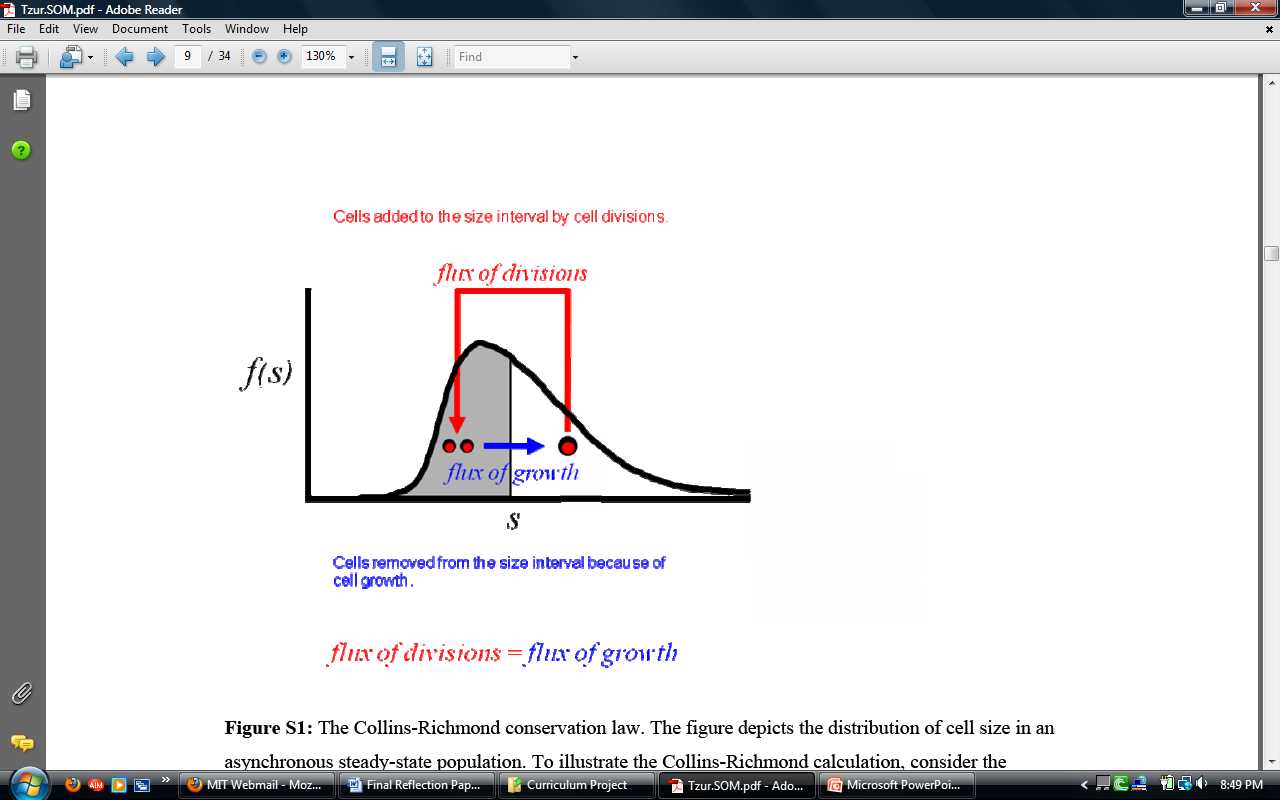 Tzur.SOM.pdf - Adobe Reader
File Edit View Document Tools Window Help
9 / 34 130% Find
Cells added to the size interval by cell divisions.
flux of divisions
f(s)
flux of growth
s
Cells removed from the size interval because of
cell growth.
flux of divisions = flux of growth
Figure S1: The Collins-Richmond conservation law. The figure depicts the distribution of cell size in an
asynchronous steady-state population. To illustrate the Collins-Richmond calculation, consider the
MIT Webmail - Moz... Final Reflection Pap... Curriculum Project Tzur.SOM.pdf - Ado... Microsoft PowerPoi... 8:49 PM